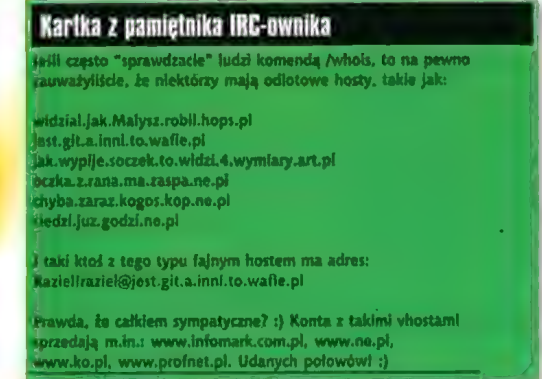 Kartka z pamiętnika IRC-ownika
Jeśli często "sprawdzacie" ludzi komendą /whois, to na pewno
zauważyliście, że niektórzy mają odlotowe hosty, takie jak:
widzial.jak.Malysz.robil.hops.pl
jest.git.a.inni.to.wafle.pl
jak.wypije.soczek.to.widzi.4.wymiary.art.pl
oczka.z.rana.ma.zaspa.ne.pl
chyba.zaraz.kogos.kop.ne.pl
siedzi.juz.godzi.ne.pl
I taki ktoś z tego typu fajnym hostem ma adres:
Kazielfraziel@jest.git.a.inni.to.wafle.pl
Prawda, że całkiem sympatyczne? :) Konta z takimi vhostami
sprzedają m.in.: www.infomark.com.pl, www.ne.pl,
www.ko.pl, www.profnet.pl. Udanych połowów! :)